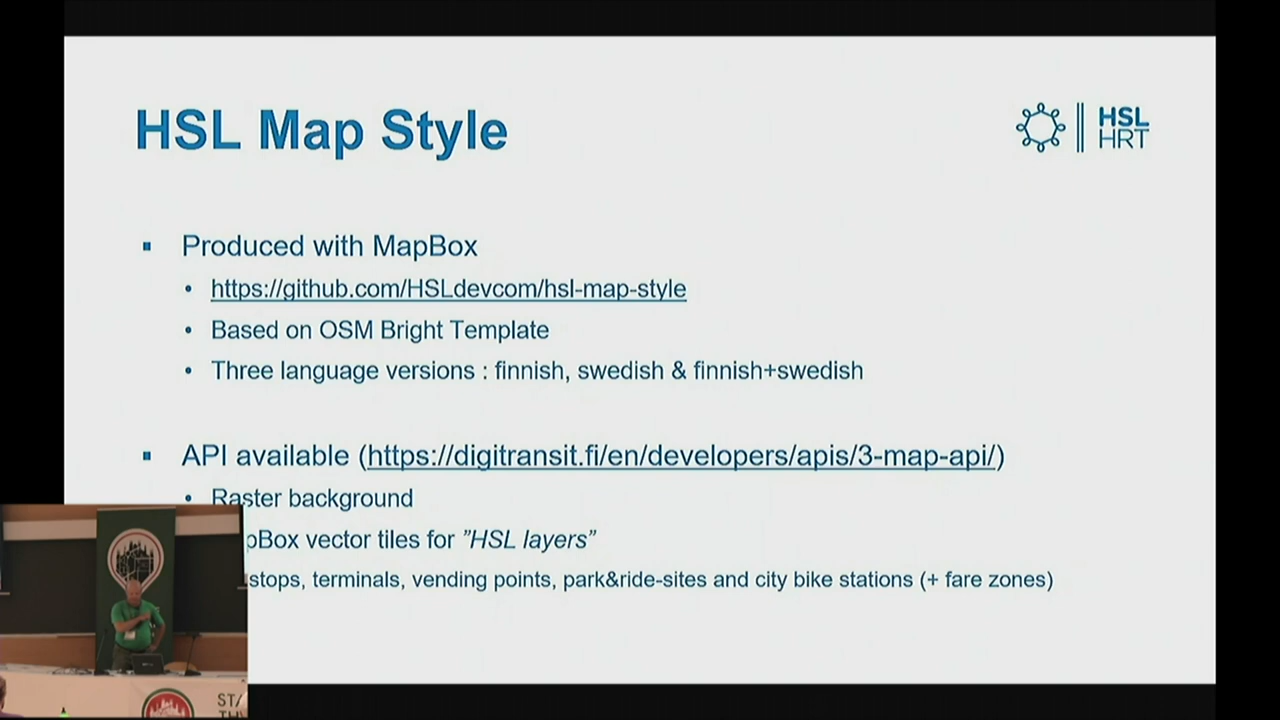 HSL Map Style
HSL
HRT
Produced with MapBox
https://github.com/HSLdevcom/hsl-map-style
Based on OSM Bright Template
Three language versions : finnish, swedish & finnish+swedish
API available (https://digitransit.fi/en/developers/apis/3-map-api/)
Raster background
vector tiles for "HSL layers"
stops, terminals, vending points, park&ride-sites and city bike stations (+ fare zones)